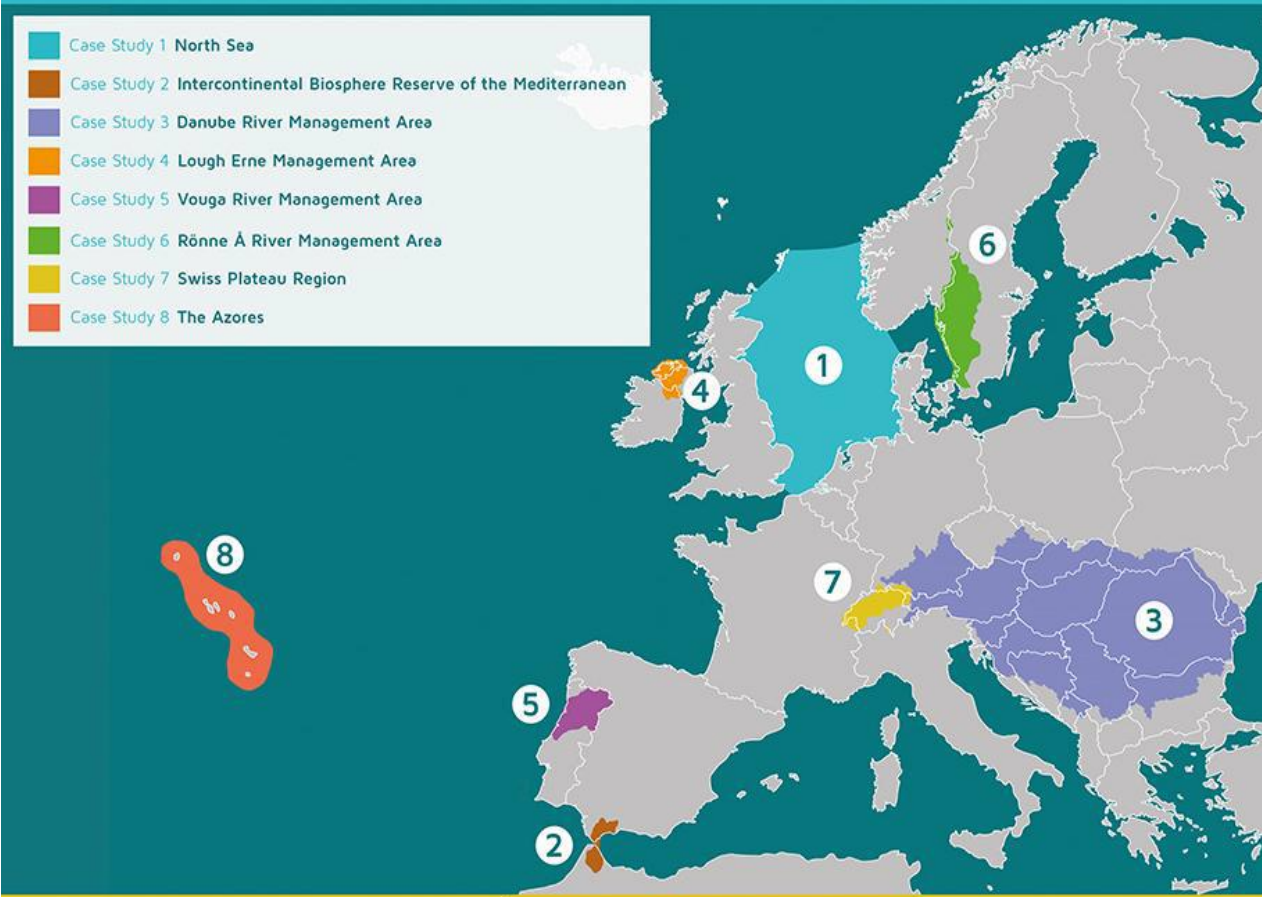 Case Study 1 North Sea
Case Study 2 Intercontinental Biosphere Reserve of the Mediterranean
Case Study 3 Danube River Management Area
Case Study 4 Lough Erne Management Area
Case Study 5 Vouga River Management Area
Case Study 6 Rönne Å River Management Area
Case Study 7 Swiss Plateau Region
Case Study 8 The Azores
6
1
4
8
7
3
5
2